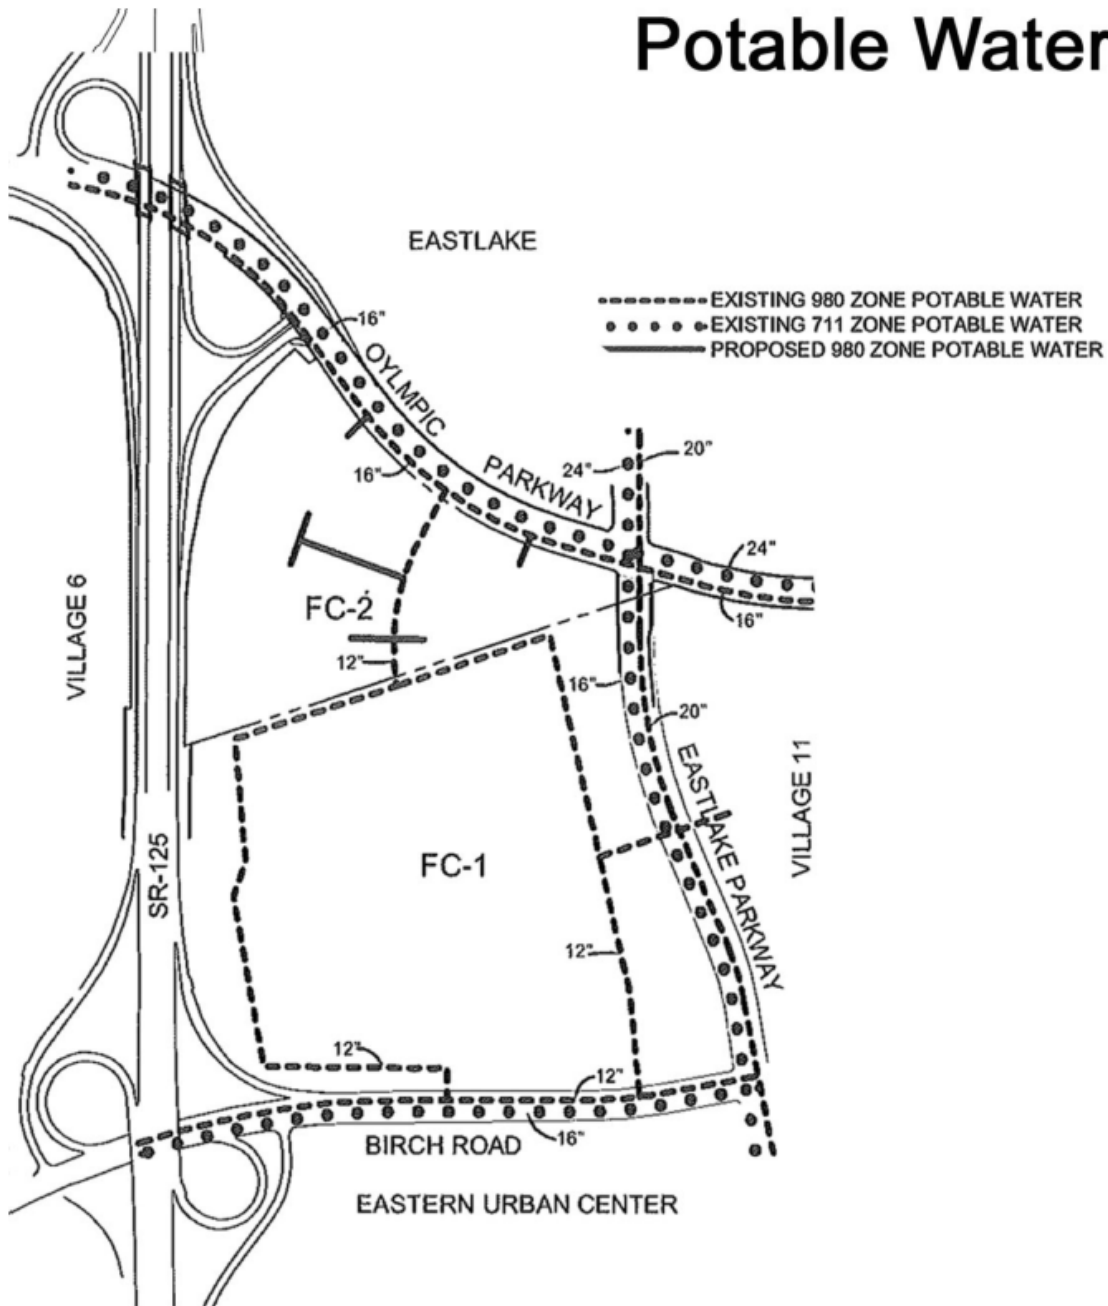 Potable Water
EASTLAKE
EXISTING 980 ZONE POTABLE WATER
EXISTING 711 ZONE POTABLE WATER
PROPOSED 980 ZONE POTABLE WATER
16"
OYLMPIC
PARKWAY
16"
24"
20"
24"
16"
VILLAGE 6
FC-2
12"
16"
20"
EASTLAKE PARKWAY
VILLAGE 11
SR-125
FC-1
12"
12"
12"
16"
BIRCH ROAD
EASTERN URBAN CENTER